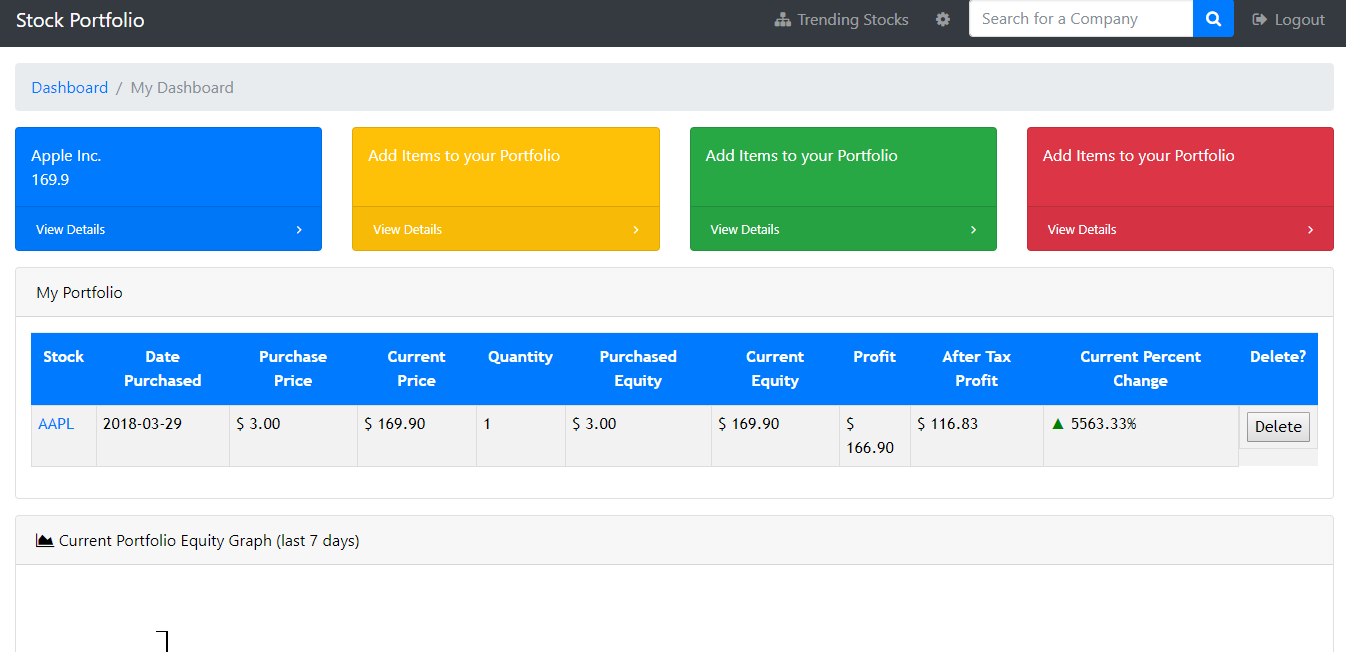 Stock Portfolio Trending Stocks Search for a Company Logout
Dashboard / My Dashboard
Apple Inc. Add Items to your Portfolio Add Items to your Portfolio Add Items to your Portfolio
169.9
View Details View Details View Details View Details
My Portfolio
Stock Date Purchase Current Quantity Purchased Current Profit After Tax Current Percent Delete?
Purchased Price Price Equity Equity Profit Change
AAPL 2018-03-29 $ 3.00 $ 169.90 1 $ 3.00 $ 169.90 $ $ 116.83 ▲ 5563.33% Delete
166.90
Current Portfolio Equity Graph (last 7 days)